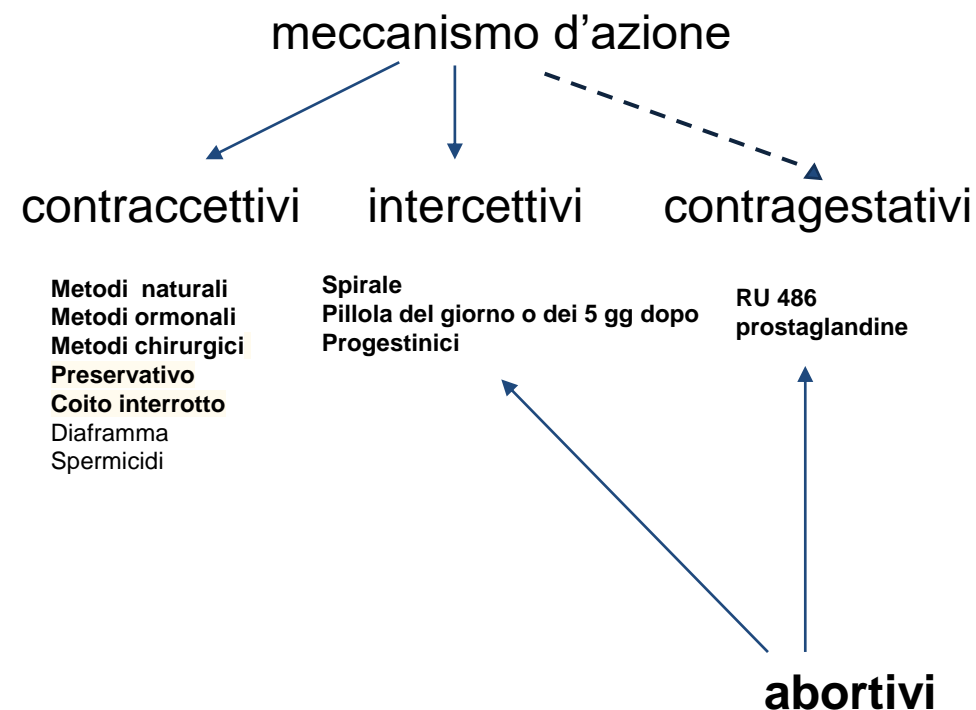 meccanismo d’azione
contraccettivi
intercettivi
contragestativi
Metodi naturali
Metodi ormonali
Metodi chirurgici
Preservativo
Coito interrotto
Diaframma
Spermicidi
Spirale
Pillola del giorno o dei 5 gg dopo
Progestinici
RU 486
prostaglandine
abortivi